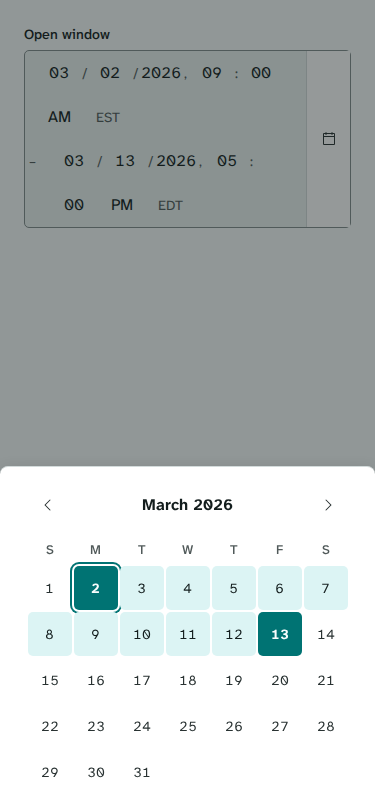 Open window
03 / 02 / 2026, 09 : 00
AM EST
– 03 / 13 / 2026, 05 :
00 PM EDT
March 2026
S M T W T F S
1 2 3 4 5 6 7
8 9 10 11 12 13 14
15 16 17 18 19 20 21
22 23 24 25 26 27 28
29 30 31